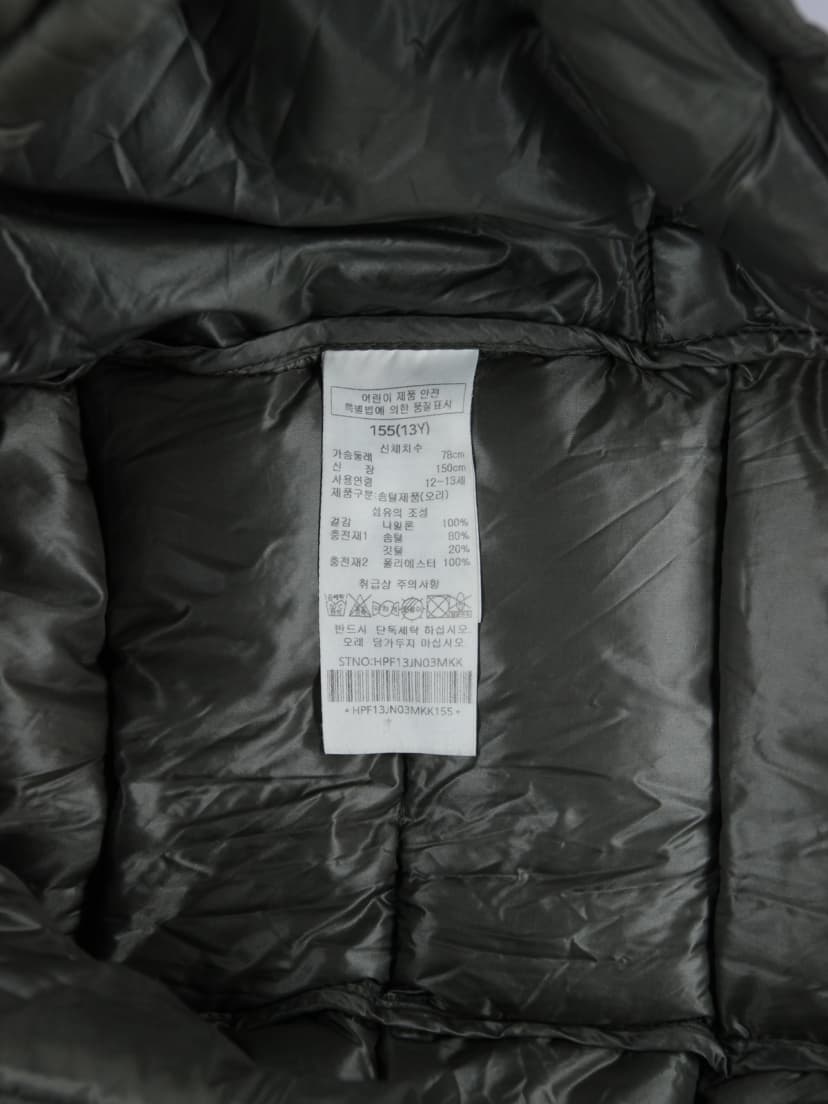 어린이 제품 안전
특별법에 의한 품질표시
155(13Y)
신체치수
가슴둘레 78cm
신 장 150cm
사용연령 12-13세
제품구분: 솜털제품(오리)
섬유의 조성
겉감 나일론 100%
충전재1 솜털 80%
깃털 20%
충전재2 폴리에스터 100%
취급상 주의사항
반드시 단독세탁 하십시오.
오래 담가두지 마십시오.
STNO:HPF13JN03MKK
*HPF13JN03MKK155*